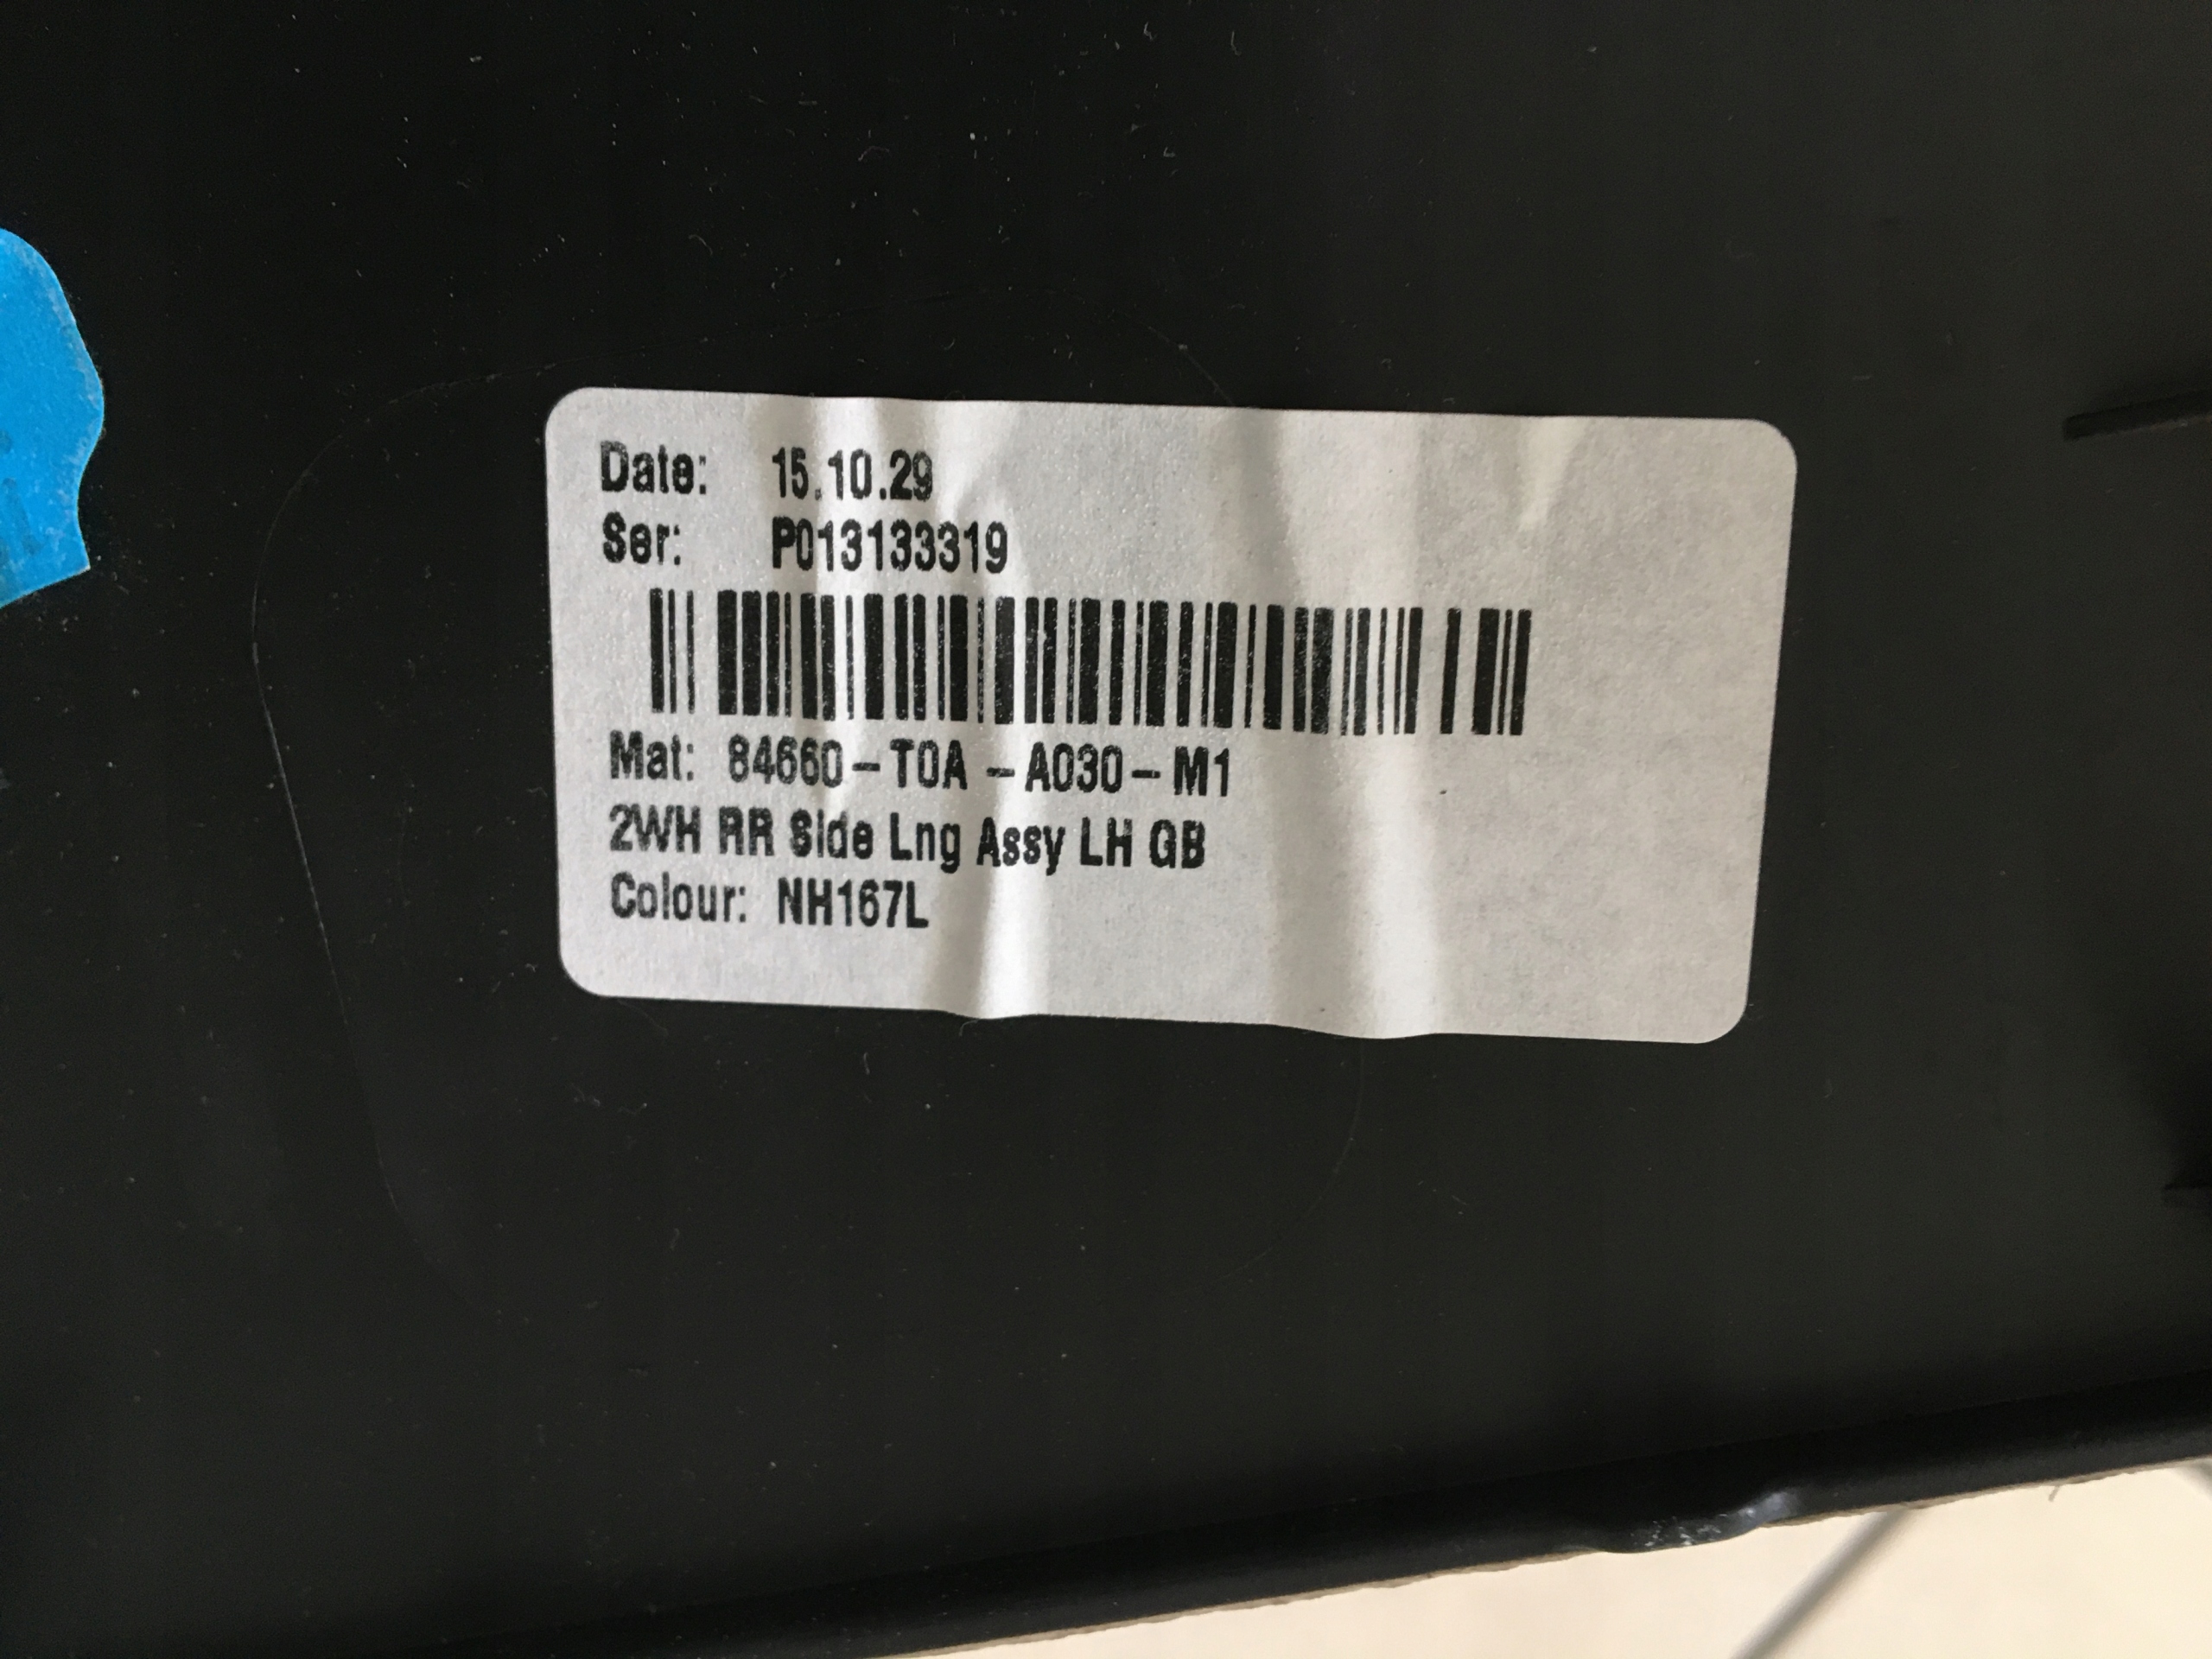 Date: 15.10.29
Ser: P013133319
Mat: 84660-T0A -A030-M1
2WH RR Side Lng Assy LH GB
Colour: NH167L